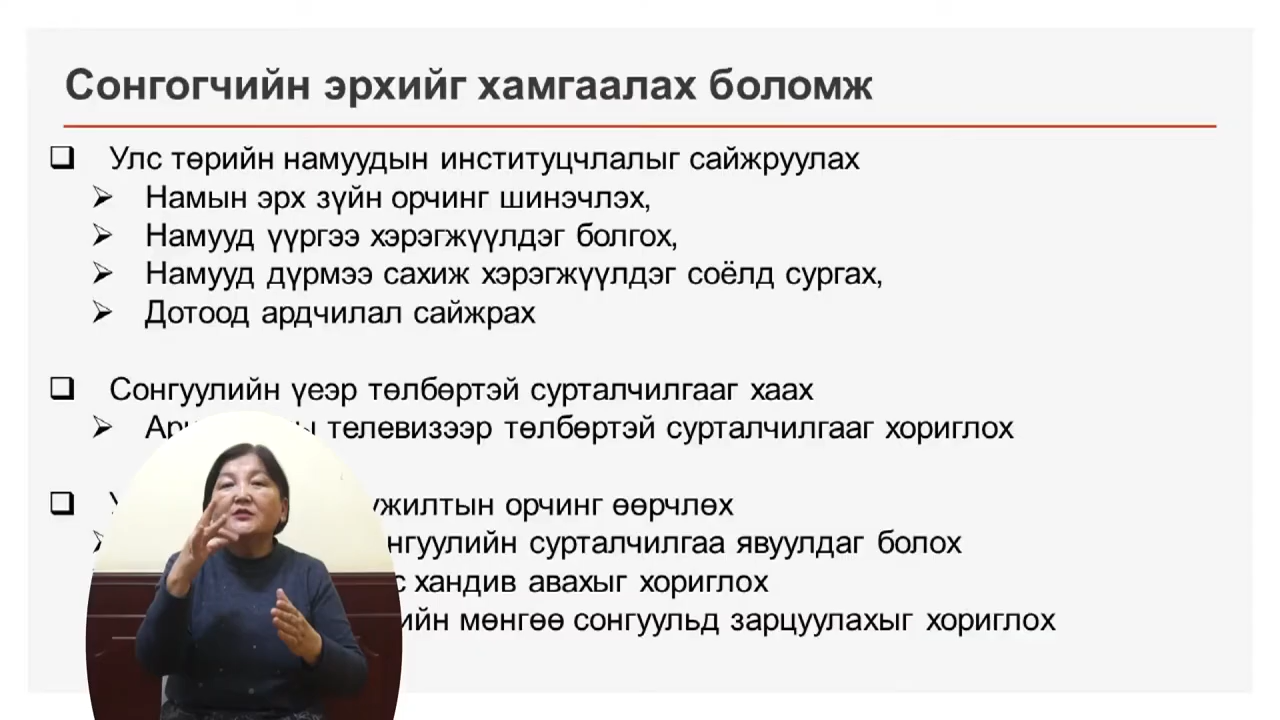 Сонгогчийн эрхийг хамгаалах боломж
Улс төрийн намуудын институцчлалыг сайжруулах
Намын эрх зүйн орчинг шинэчлэх,
Намууд үүргээ хэрэгжүүлдэг болгох,
Намууд дүрмээ сахиж хэрэгжүүлдэг соёлд сургах,
Дотоод ардчилал сайжрах
Сонгуулийн үеэр төлбөртэй сурталчилгааг хаах
телевизээр төлбөртэй сурталчилгааг хориглох
орчинг өөрчлөх
сурталчилгаа явуулдаг болох
хандив авахыг хориглох
мөнгөө сонгуульд зарцуулахыг хориглох